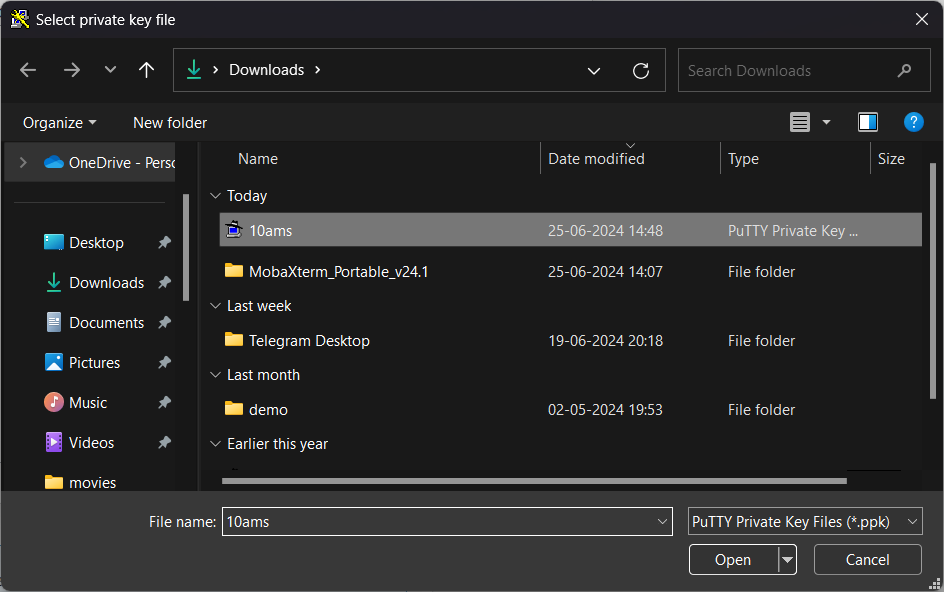 Select private key file
Downloads
Search Downloads
Organize
New folder
?
Name
Date modified
Type
Size
OneDrive - Perso
Desktop
Downloads
Documents
Pictures
Music
Videos
movies
Today
10ams 25-06-2024 14:48 PuTTY Private Key ...
MobaXterm_Portable_v24.1 25-06-2024 14:07 File folder
Last week
Telegram Desktop 19-06-2024 20:18 File folder
Last month
demo 02-05-2024 19:53 File folder
Earlier this year
File name: 10ams PuTTY Private Key Files (*.ppk)
Open Cancel